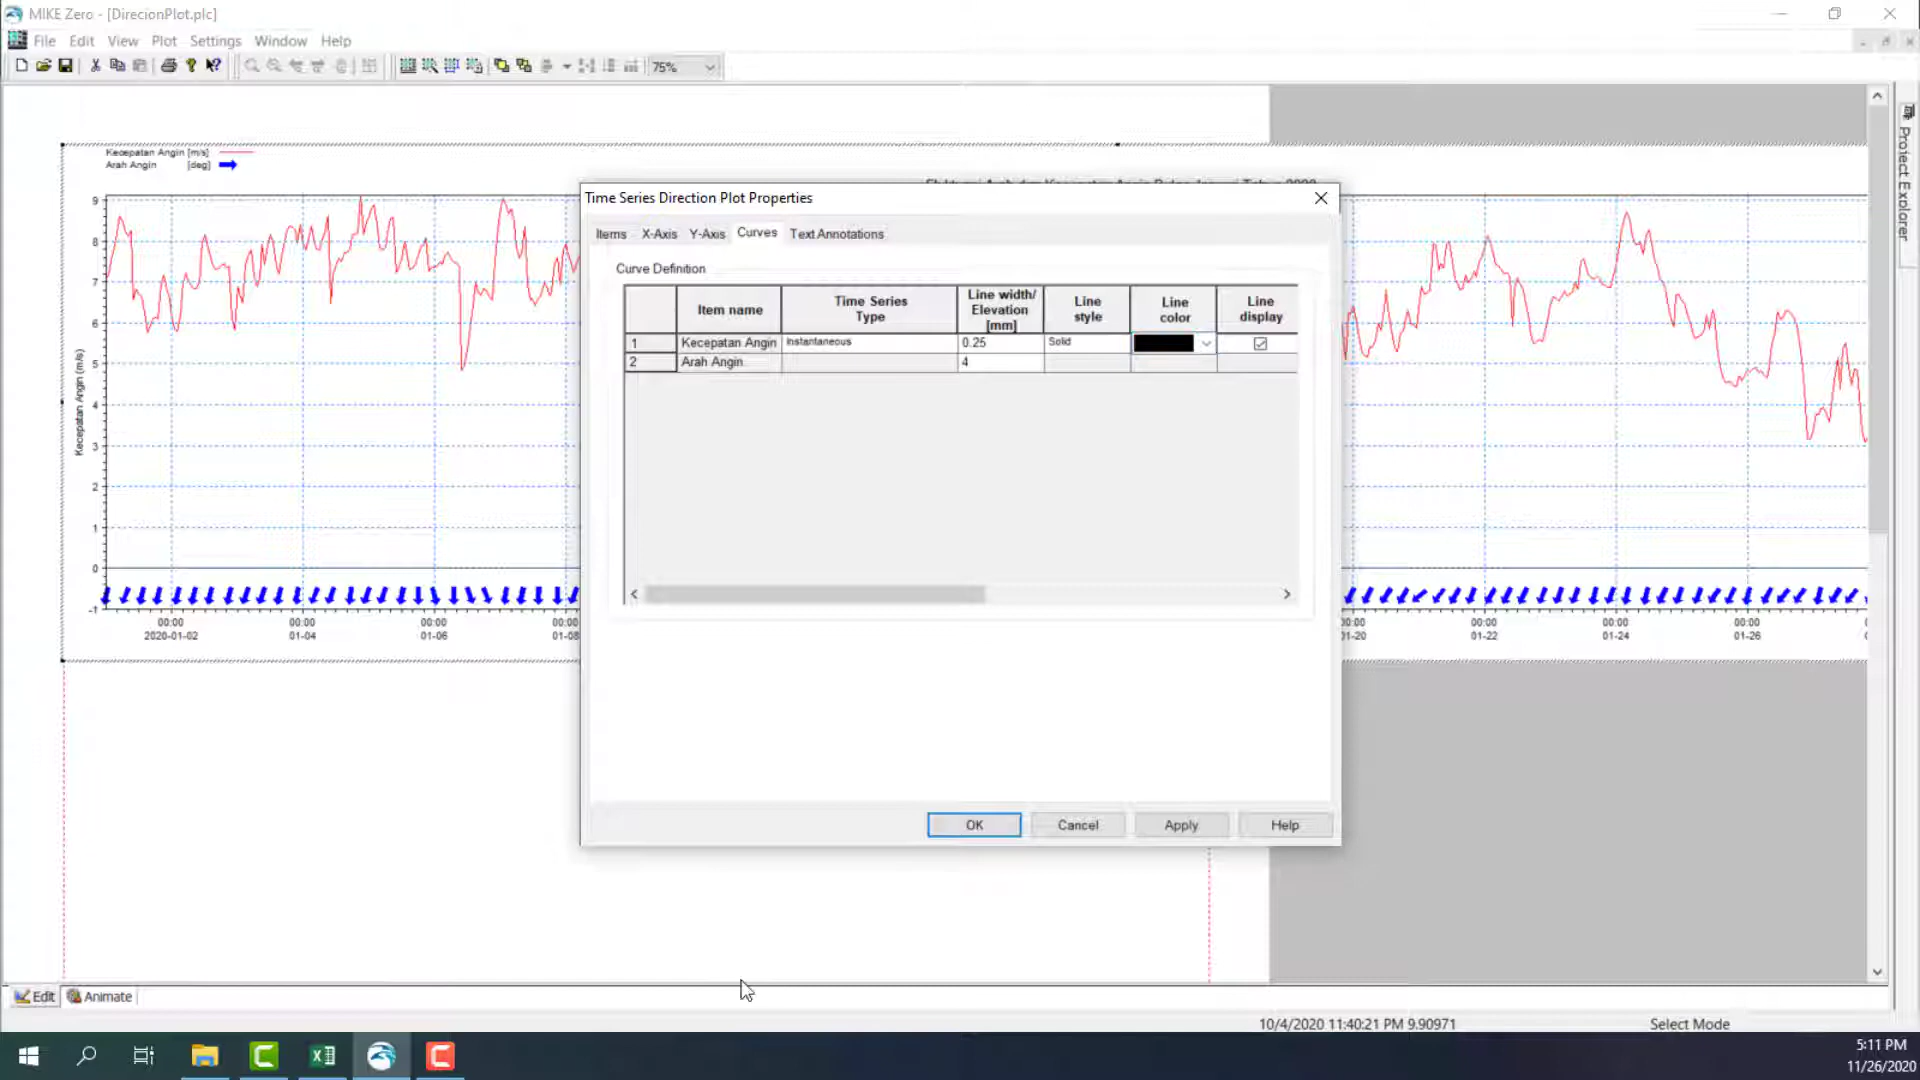 MIKE Zero - [DirecionPlot.plc]
File Edit View Plot Settings Window Help
75%
Project Explorer
Kecepatan Angin [m/s]
Arah Angin [deg]
Time Series Direction Plot Properties
Items X-Axis Y-Axis Curves Text Annotations
Curve Definition
Item name
Time Series Type
Line width/ Elevation [mm]
Line style
Line color
Line display
1 Kecepatan Angin Instantaneous 0.25 Solid
2 Arah Angin 4
OK Cancel Apply Help
Kecepatan Angin (m/s)
9
8
7
6
5
4
3
2
1
0
-1
00:00 00:00 00:00 00:00 00:00 00:00 00:00 00:00
2020-01-02 01-04 01-06 01-08 01-20 01-22 01-24 01-26
Edit Animate
10/4/2020 11:40:21 PM 9.90971 Select Mode
5:11 PM
11/26/2020